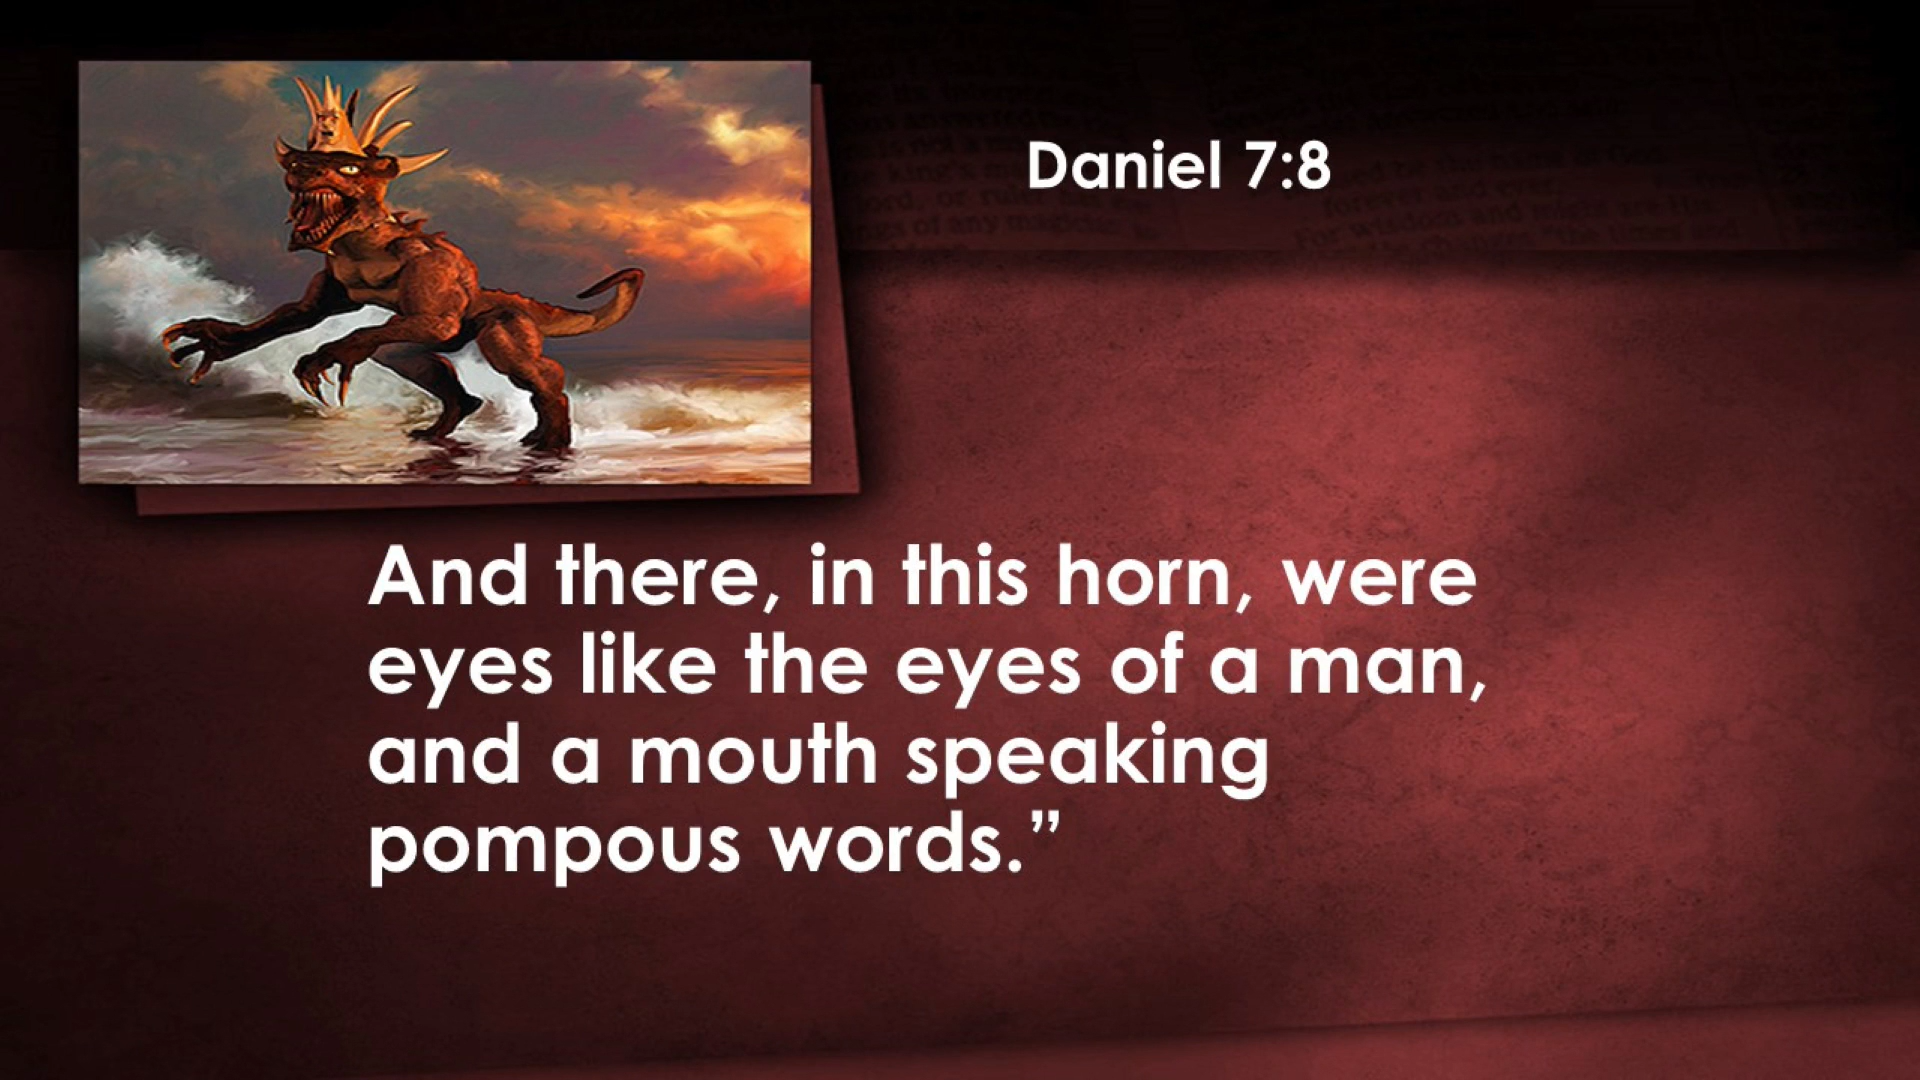 Daniel 7:8
And there, in this horn, were
eyes like the eyes of a man,
and a mouth speaking
pompous words.”